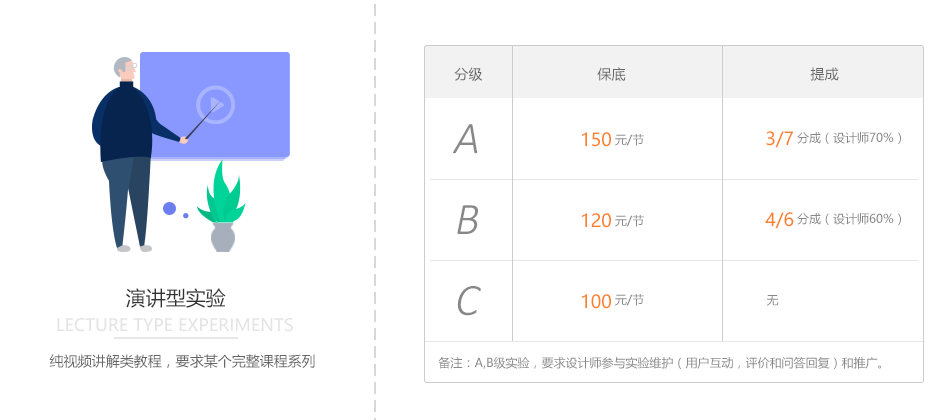 演讲型实验
LECTURE TYPE EXPERIMENTS
纯视频讲解类教程，要求某个完整课程系列
分级 保底 提成
A 150 元/节 3/7 分成（设计师70%）
B 120 元/节 4/6 分成（设计师60%）
C 100 元/节 无
备注：A,B级实验，要求设计师参与实验维护（用户互动，评价和问答回复）和推广。